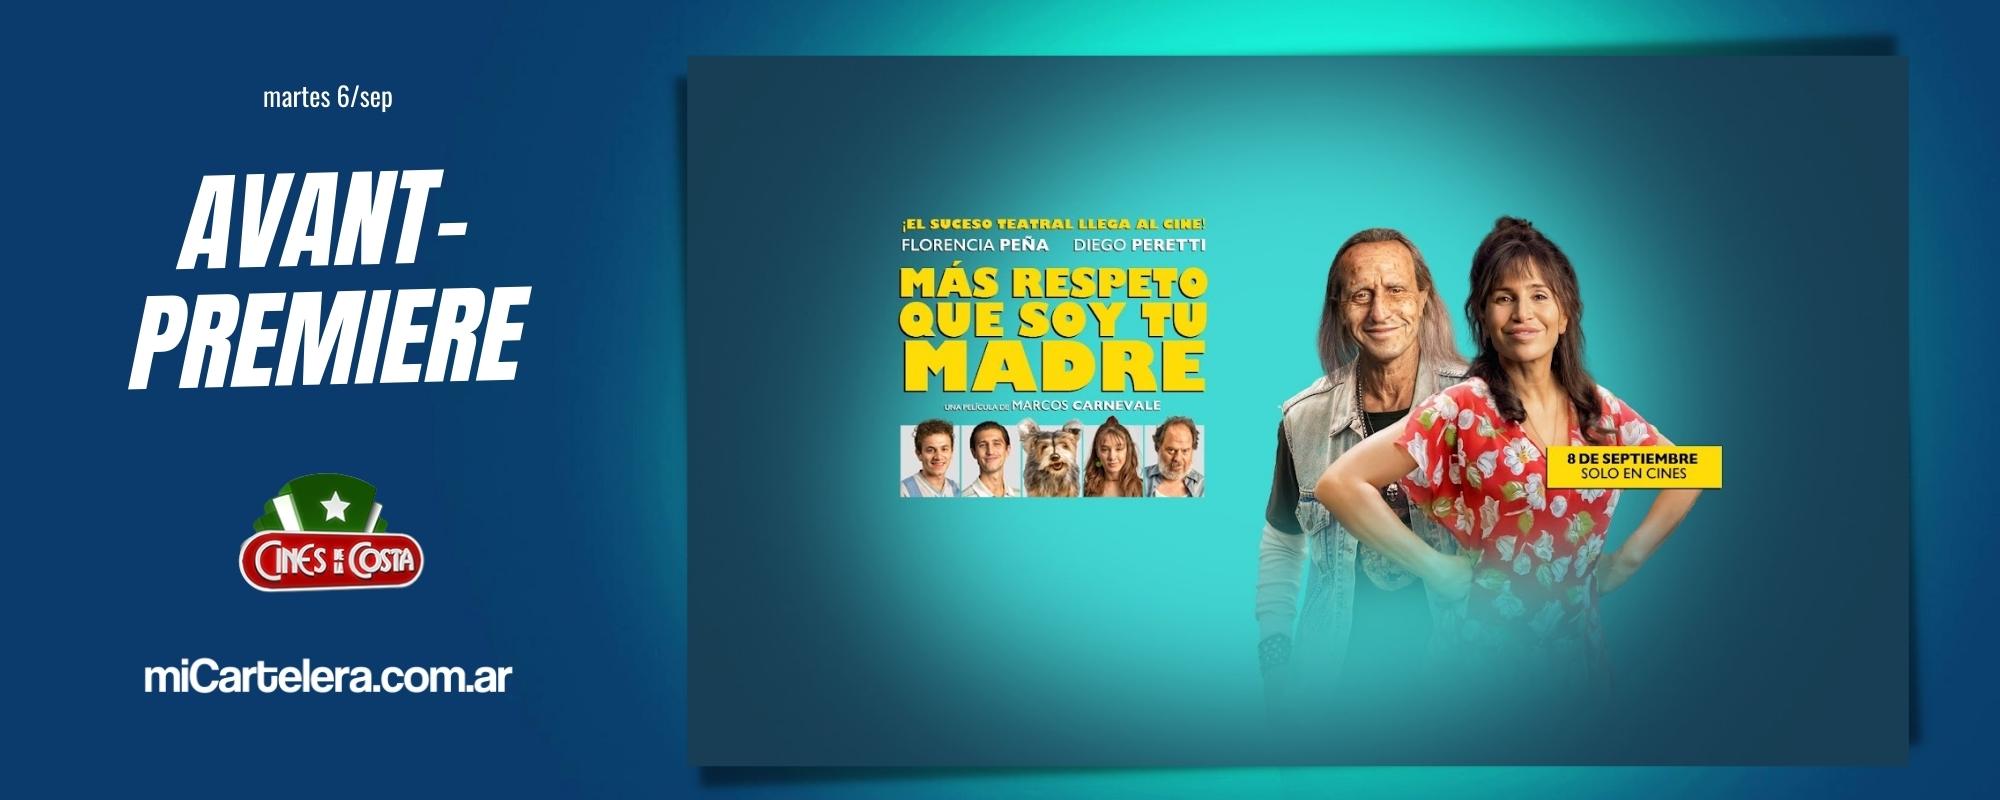 martes 6/sep
AVANT-
PREMIERE
CINES DE LA COSTA
miCartelera.com.ar
¡EL SUCESO TEATRAL LLEGA AL CINE!
FLORENCIA PEÑA DIEGO PERETTI
MÁS RESPETO
QUE SOY TU
MADRE
UNA PELÍCULA DE MARCOS CARNEVALE
8 DE SEPTIEMBRE
SOLO EN CINES